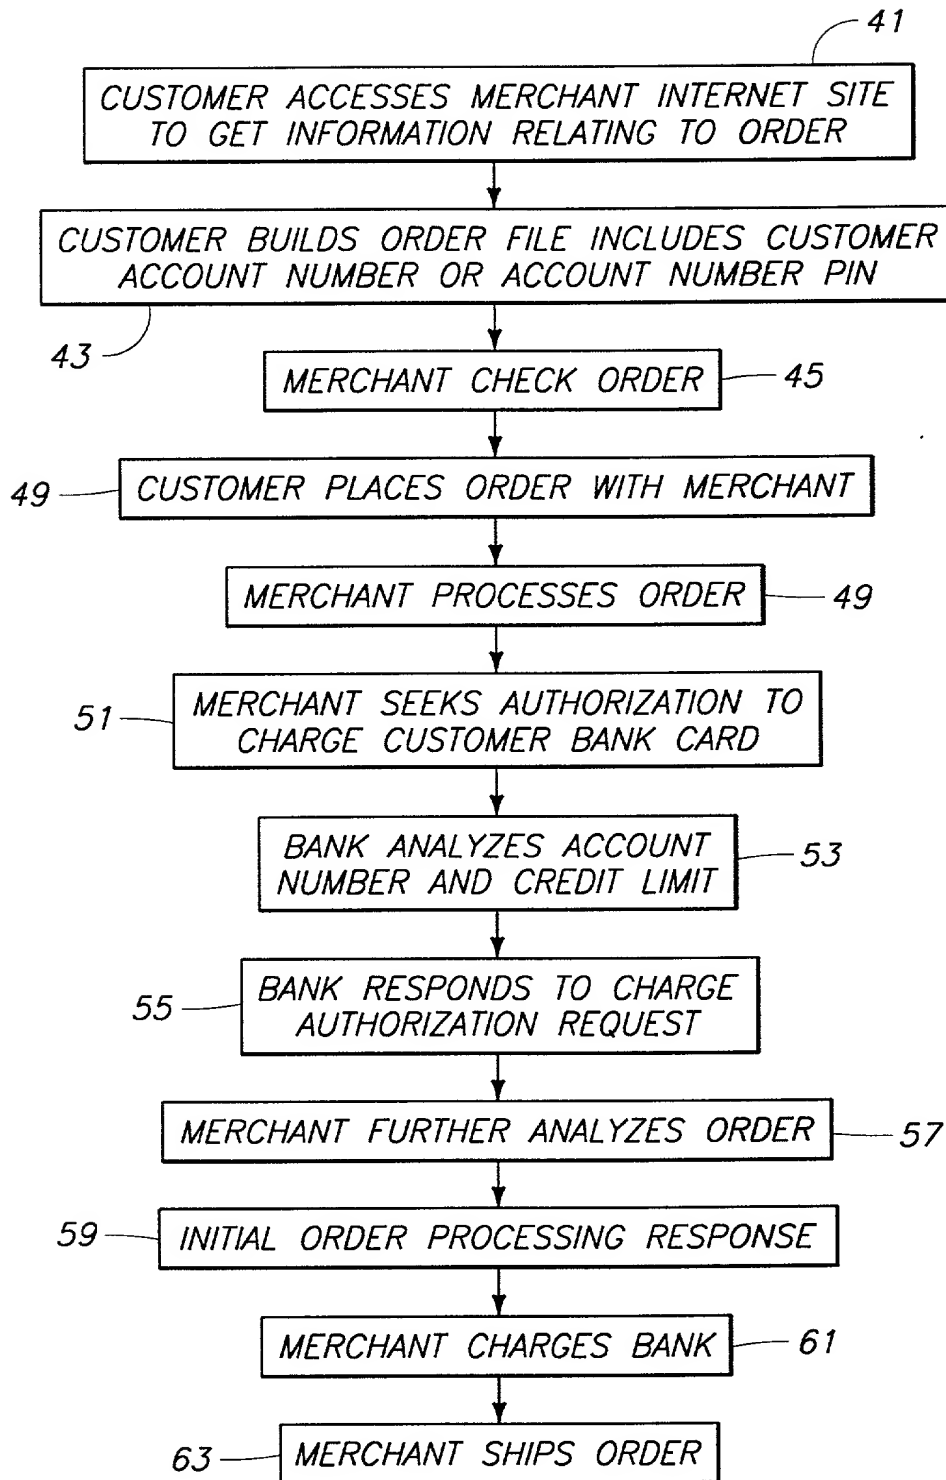 41
CUSTOMER ACCESSES MERCHANT INTERNET SITE
TO GET INFORMATION RELATING TO ORDER
CUSTOMER BUILDS ORDER FILE INCLUDES CUSTOMER
ACCOUNT NUMBER OR ACCOUNT NUMBER PIN
43
MERCHANT CHECK ORDER
45
49
CUSTOMER PLACES ORDER WITH MERCHANT
MERCHANT PROCESSES ORDER
49
51
MERCHANT SEEKS AUTHORIZATION TO
CHARGE CUSTOMER BANK CARD
BANK ANALYZES ACCOUNT
NUMBER AND CREDIT LIMIT
53
55
BANK RESPONDS TO CHARGE
AUTHORIZATION REQUEST
MERCHANT FURTHER ANALYZES ORDER
57
59
INITIAL ORDER PROCESSING RESPONSE
MERCHANT CHARGES BANK
61
63
MERCHANT SHIPS ORDER